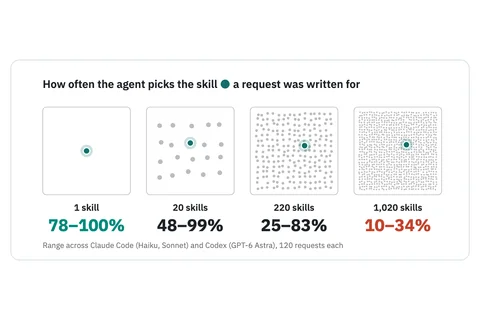 How often the agent picks the skill a request was written for
1 skill
78–100%
20 skills
48–99%
220 skills
25–83%
1,020 skills
10–34%
Range across Claude Code (Haiku, Sonnet) and Codex (GPT-6 Astra), 120 requests each